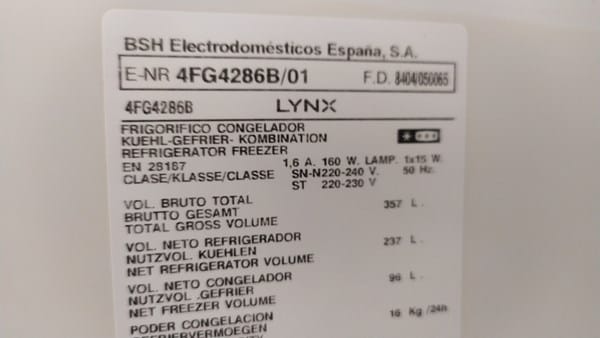 BSH Electrodomésticos España, S.A.
E-NR 4FG4286B/01 F.D. 8404/050065
4FG4286B LYNX
FRIGORIFICO CONGELADOR
KUEHL-GEFRIER- KOMBINATION
REFRIGERATOR FREEZER
EN 28187 1,6 A. 160 W. LAMP. 1x15 W.
CLASE/KLASSE/CLASSE SN-N220-240 V. 50 Hz.
ST 220-230 V
VOL. BRUTO TOTAL 357 L.
BRUTTO GESAMT
TOTAL GROSS VOLUME
VOL. NETO REFRIGERADOR 237 L.
NUTZVOL. KUEHLEN
NET REFRIGERATOR VOLUME
VOL. NETO CONGELADOR 96 L.
NUTZVOL .GEFRIER
NET FREEZER VOLUME
PODER CONGELACION 16 Kg/24h